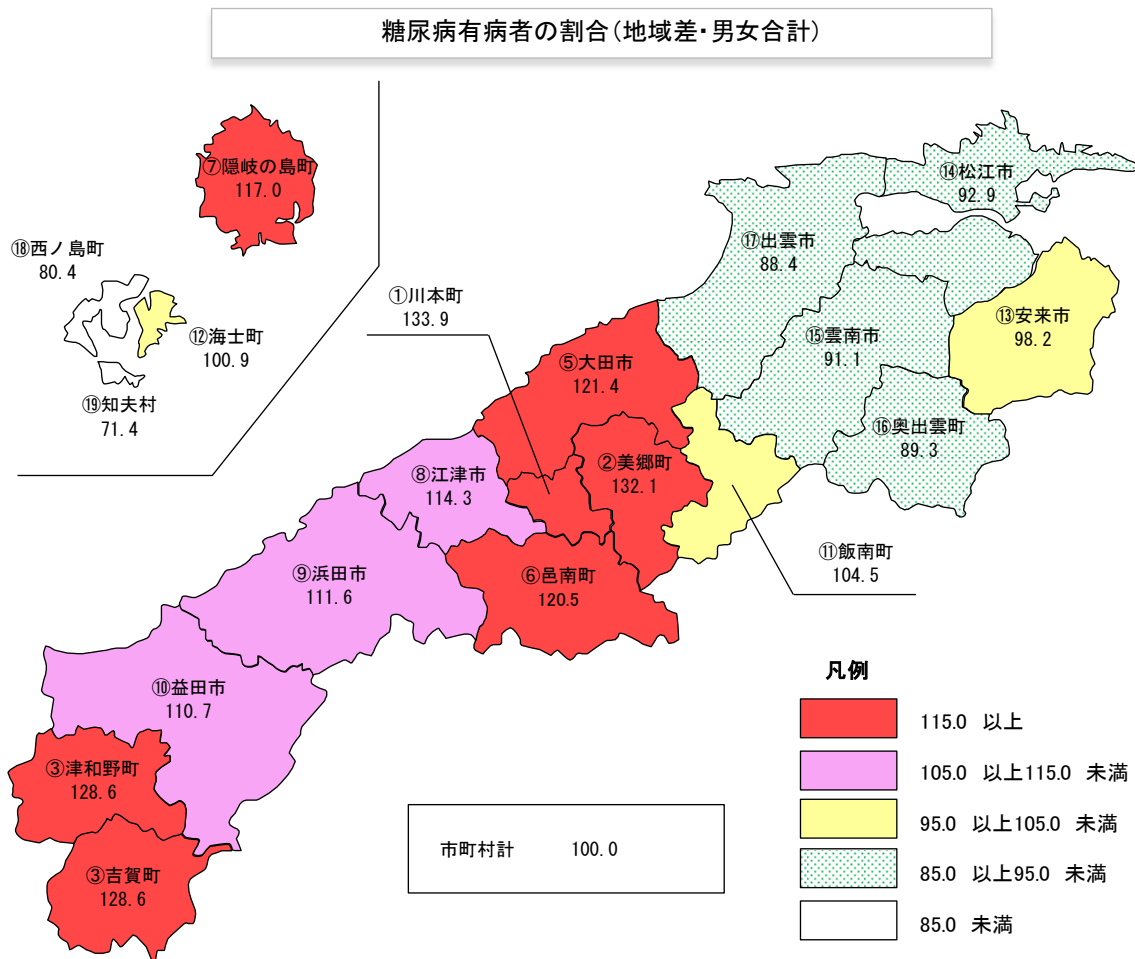 糖尿病有病者の割合（地域差・男女合計）
⑦隠岐の島町
117.0
⑱西ノ島町
80.4
⑫海士町
100.9
⑲知夫村
71.4
①川本町
133.9
⑭松江市
92.9
⑰出雲市
88.4
⑬安来市
98.2
⑮雲南市
91.1
⑤大田市
121.4
⑯奥出雲町
89.3
②美郷町
132.1
⑧江津市
114.3
⑪飯南町
104.5
⑨浜田市
111.6
⑥邑南町
120.5
⑩益田市
110.7
③津和野町
128.6
③吉賀町
128.6
市町村計 100.0
凡例
115.0 以上
105.0 以上115.0 未満
95.0 以上105.0 未満
85.0 以上95.0 未満
85.0 未満